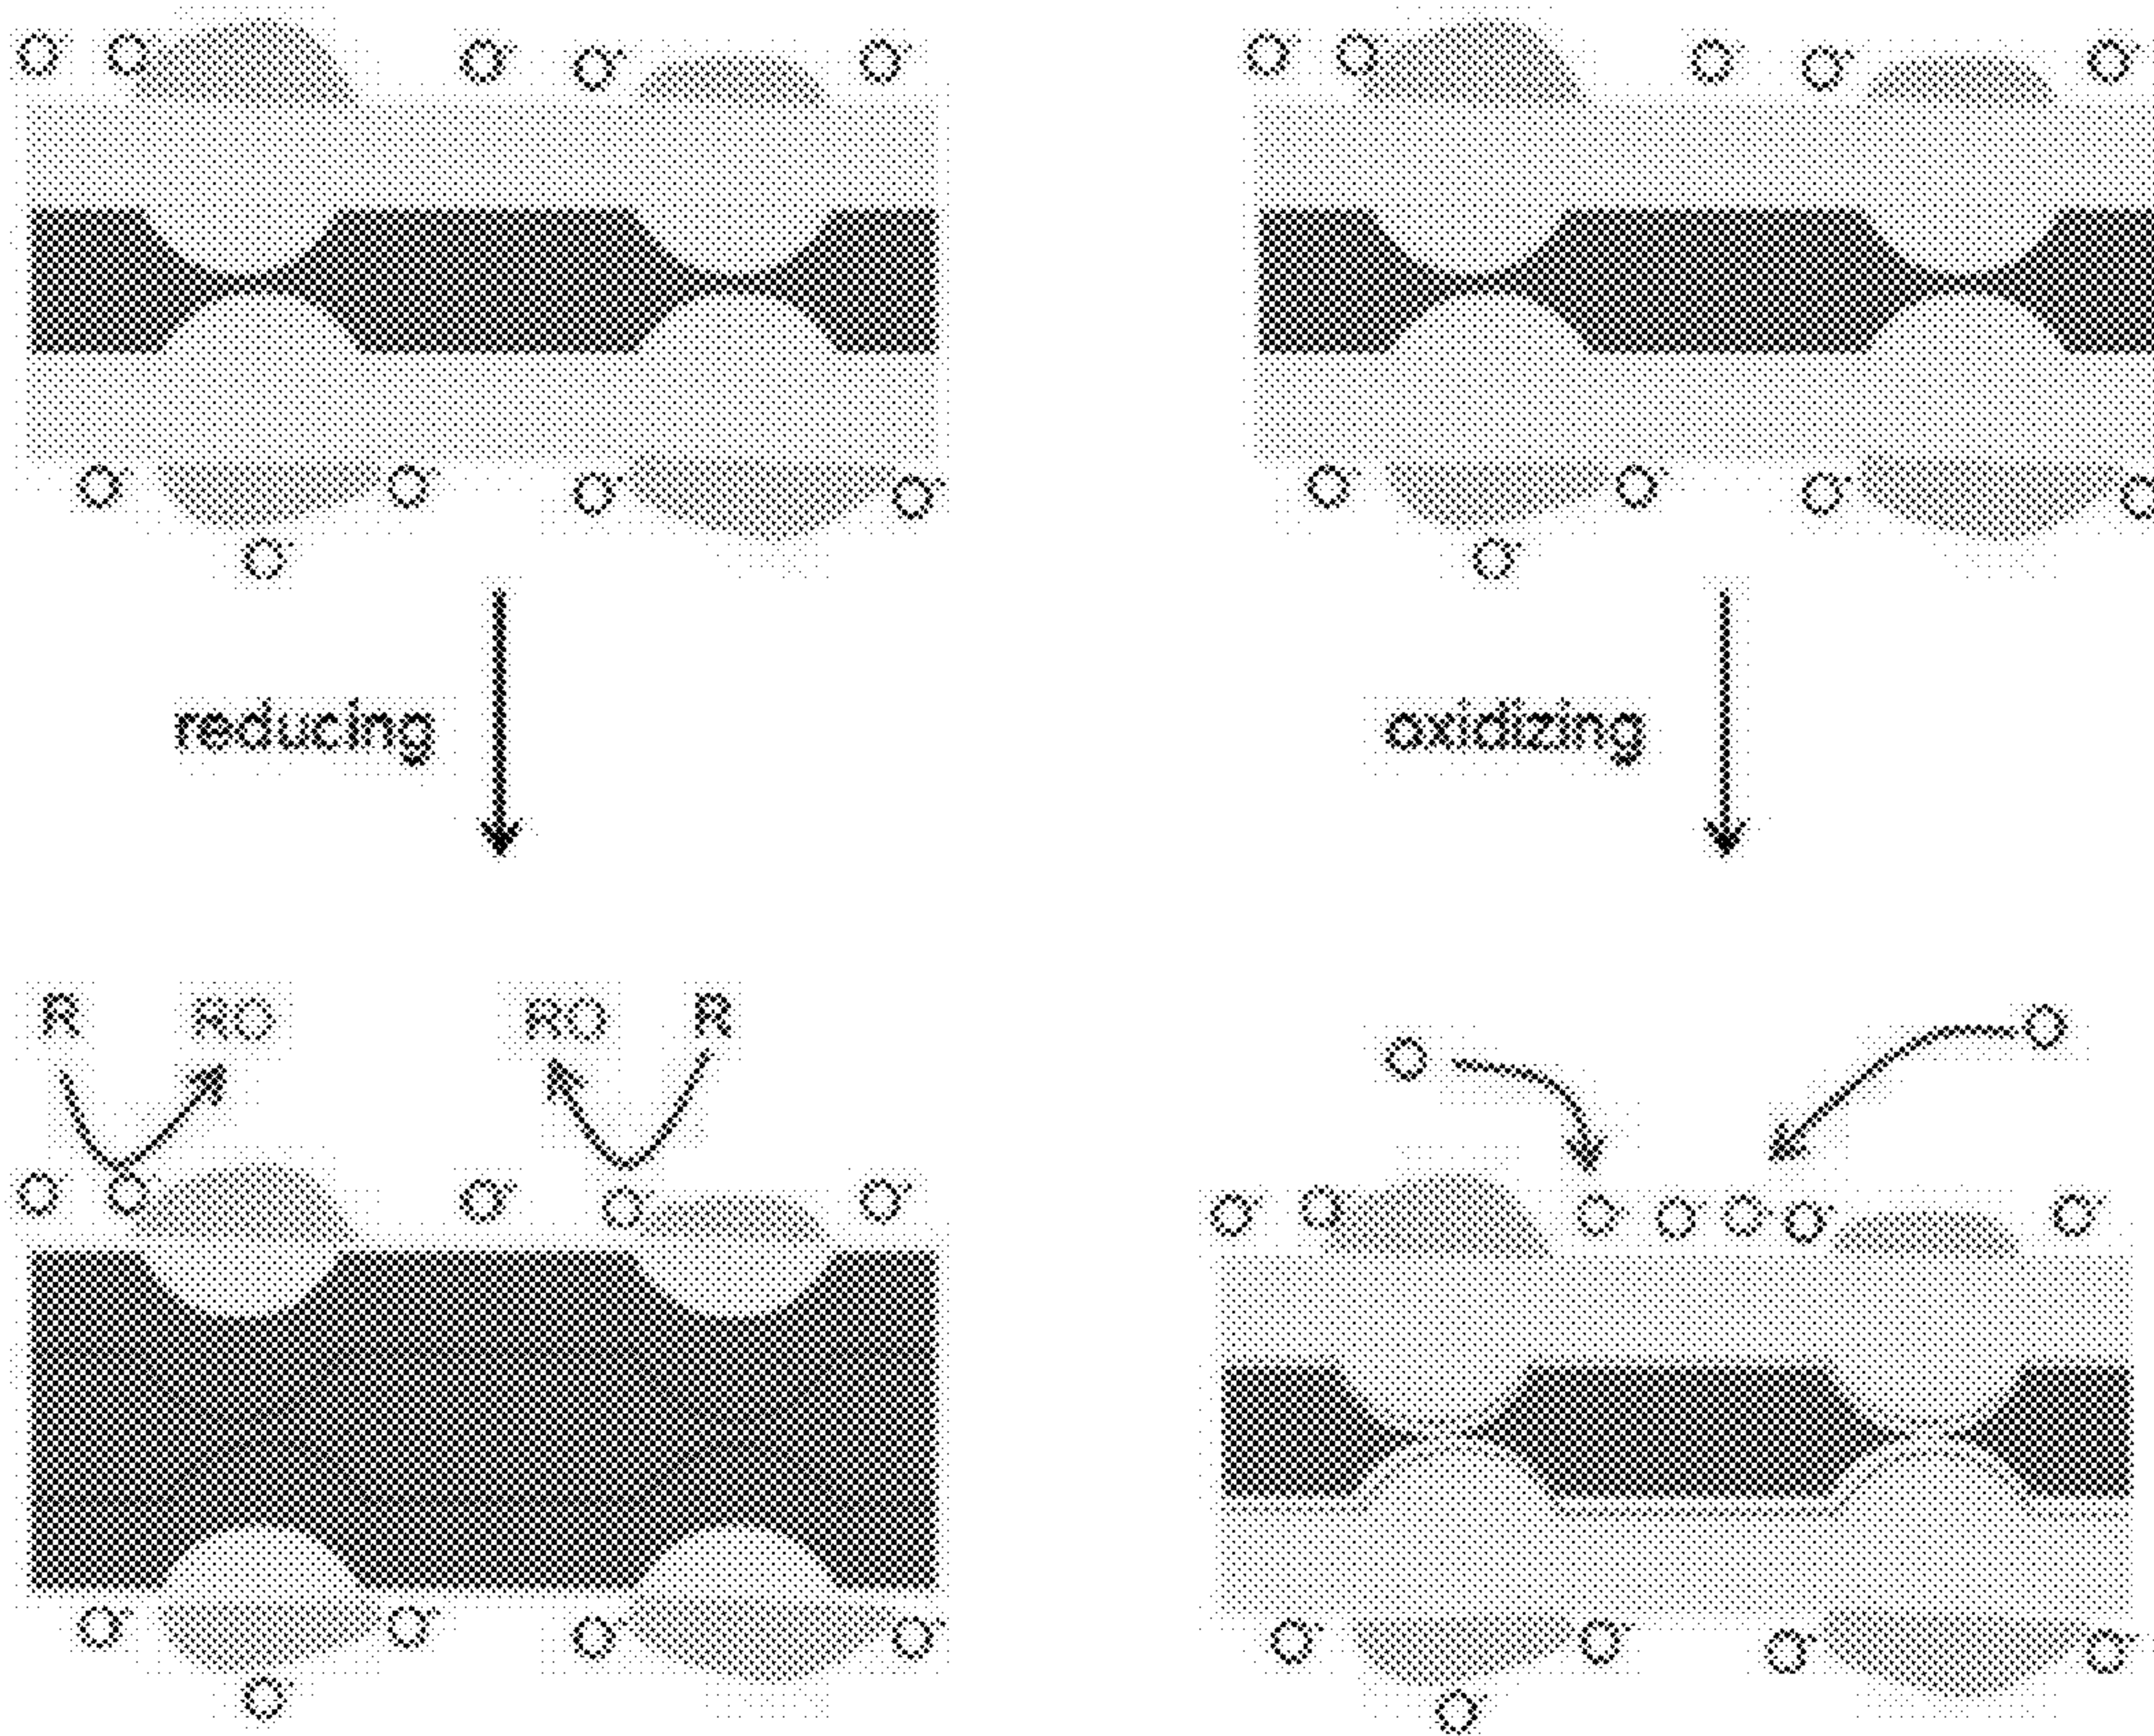 O⁻ O⁻ O⁻ O⁻ O⁻
O⁻ O⁻ O⁻ O⁻
O⁻
reducing
R RO RO R
O⁻ O⁻ O⁻ O⁻ O⁻
O⁻ O⁻ O⁻ O⁻
O⁻
O⁻ O⁻ O⁻ O⁻ O⁻
O⁻ O⁻ O⁻ O⁻
O⁻
oxidizing
O O
O⁻ O⁻ O⁻ O⁻ O⁻ O⁻ O⁻
O⁻ O⁻ O⁻ O⁻
O⁻